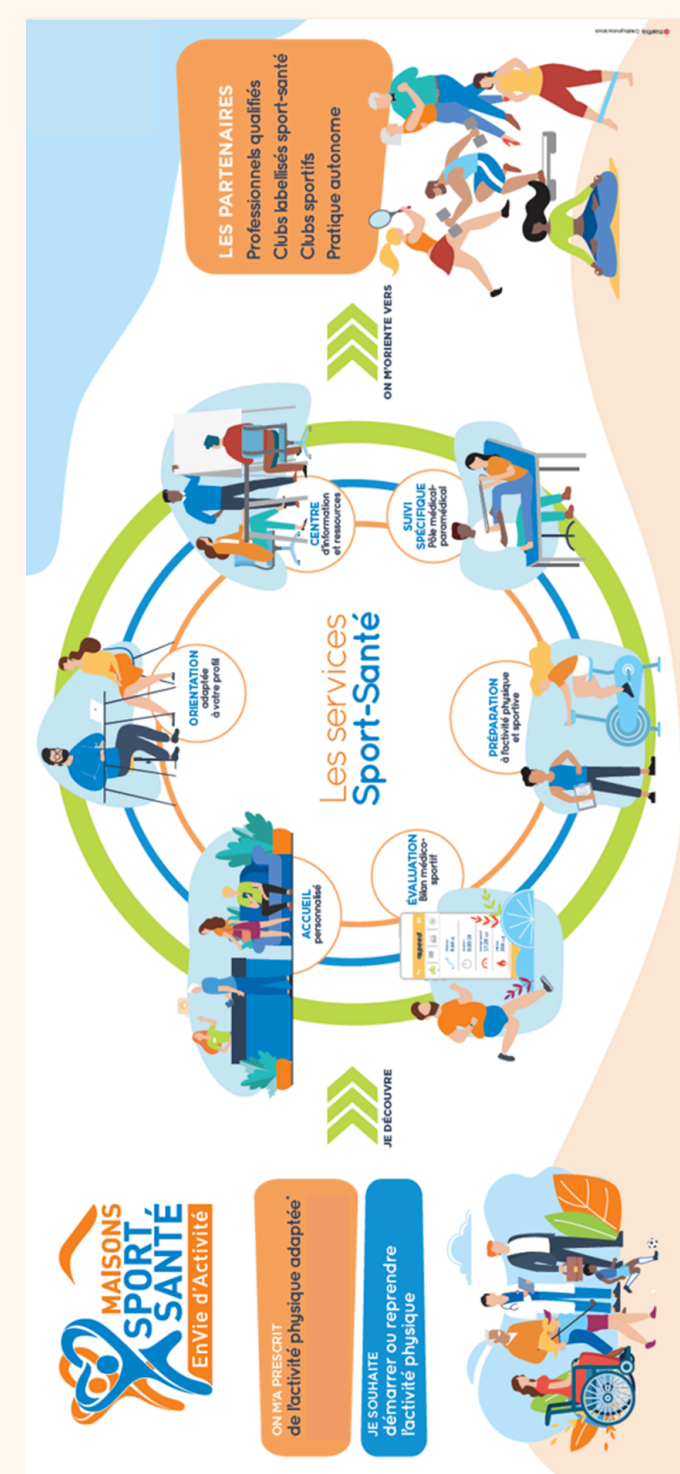 MAISONS
SPORT
SANTÉ
EnVie d'Activité
ON M'A PRESCRIT
de l'activité physique adaptée*
JE SOUHAITE
démarrer ou reprendre
l'activité physique
JE DÉCOUVRE
Les services
Sport-Santé
ACCUEIL
personnalisé
ORIENTATION
adaptée
à votre profil
CENTRE
d'information
et ressources
SUIVI
SPÉCIFIQUE
Pôle médical-
paramédical
PRÉPARATION
à l'activité physique
et sportive
ÉVALUATION
Bilan médico-
sportif
speed
ON M'ORIENTE VERS
LES PARTENAIRES
Professionnels qualifiés
Clubs labellisés sport-santé
Clubs sportifs
Pratique autonome